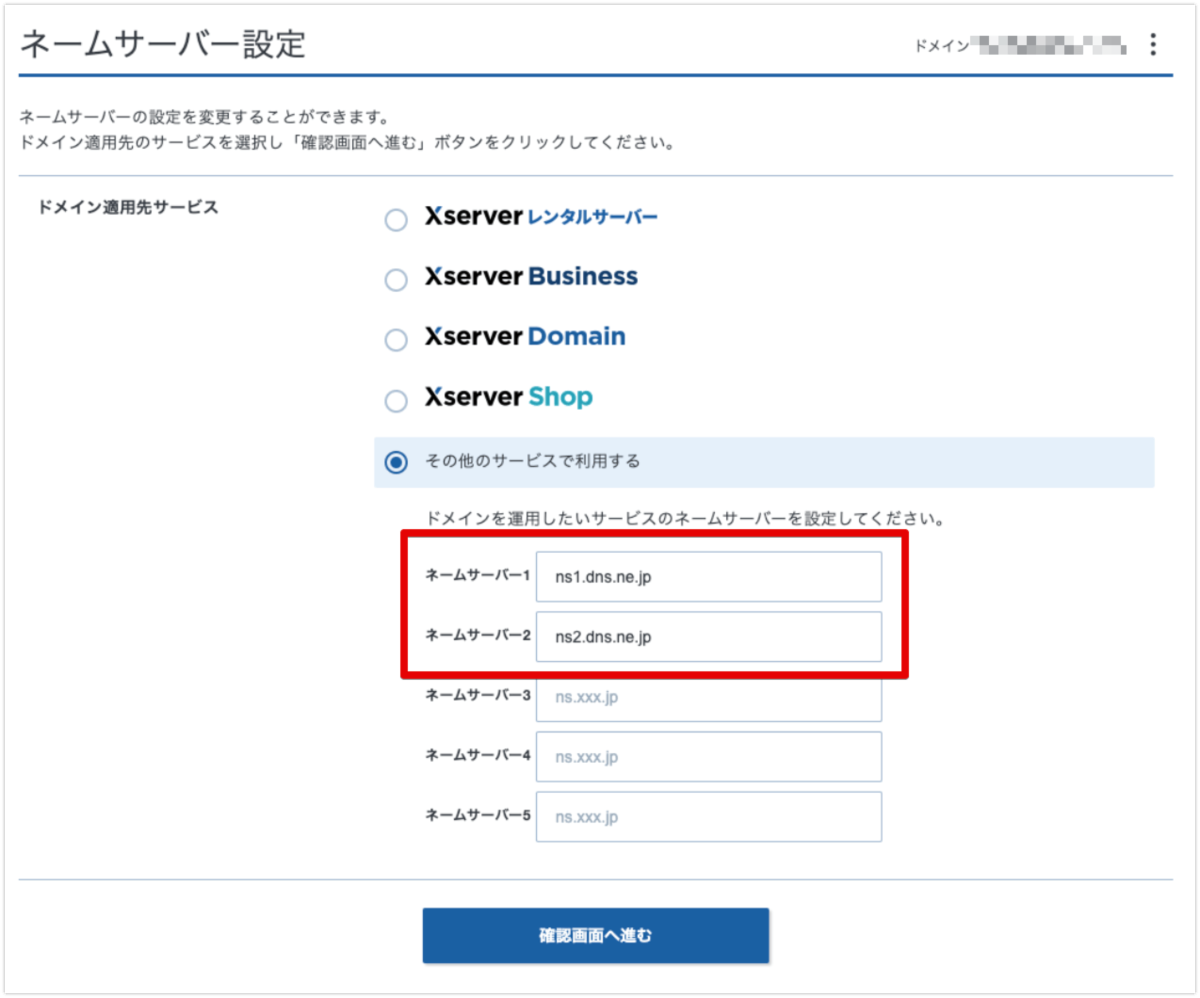 ネームサーバー設定
ドメイン
ネームサーバーの設定を変更することができます。
ドメイン適用先のサービスを選択し「確認画面へ進む」ボタンをクリックしてください。
ドメイン適用先サービス
Xserver レンタルサーバー
Xserver Business
Xserver Domain
Xserver Shop
その他のサービスで利用する
ドメインを運用したいサービスのネームサーバーを設定してください。
ネームサーバー1 ns1.dns.ne.jp
ネームサーバー2 ns2.dns.ne.jp
ネームサーバー3 ns.xxx.jp
ネームサーバー4 ns.xxx.jp
ネームサーバー5 ns.xxx.jp
確認画面へ進む